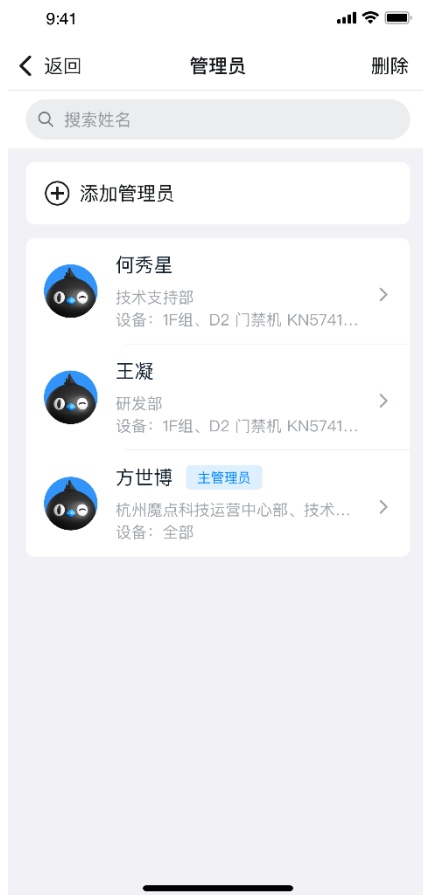 9:41
返回 管理员 删除
搜索姓名
添加管理员
何秀星
技术支持部
设备：1F组、D2 门禁机 KN5741...
王凝
研发部
设备：1F组、D2 门禁机 KN5741...
方世博 主管理员
杭州魔点科技运营中心部、技术...
设备：全部